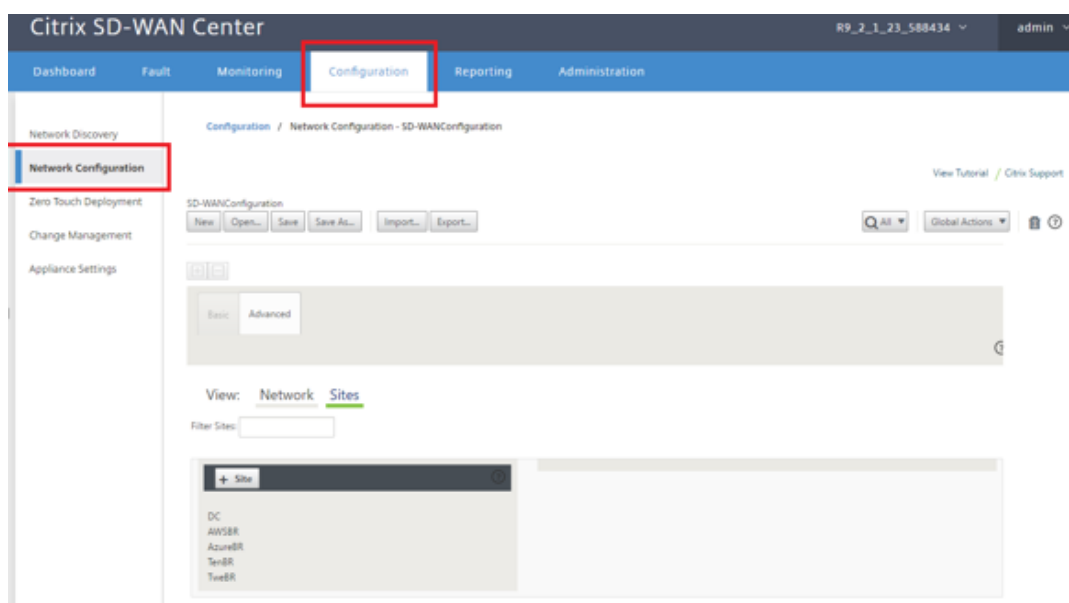 Citrix SD-WAN Center
R9_2_1_23_588434
admin
Dashboard Fault Monitoring Configuration Reporting Administration
Network Discovery
Network Configuration
Zero Touch Deployment
Change Management
Appliance Settings
Configuration / Network Configuration - SD-WANConfiguration
View Tutorial / Citrix Support
SD-WANConfiguration
New Open... Save Save As... Import... Export...
All Global Actions
Basic Advanced
View: Network Sites
Filter Sites:
+ Site
DC
AWSBR
AzureBR
TenBR
TweBR